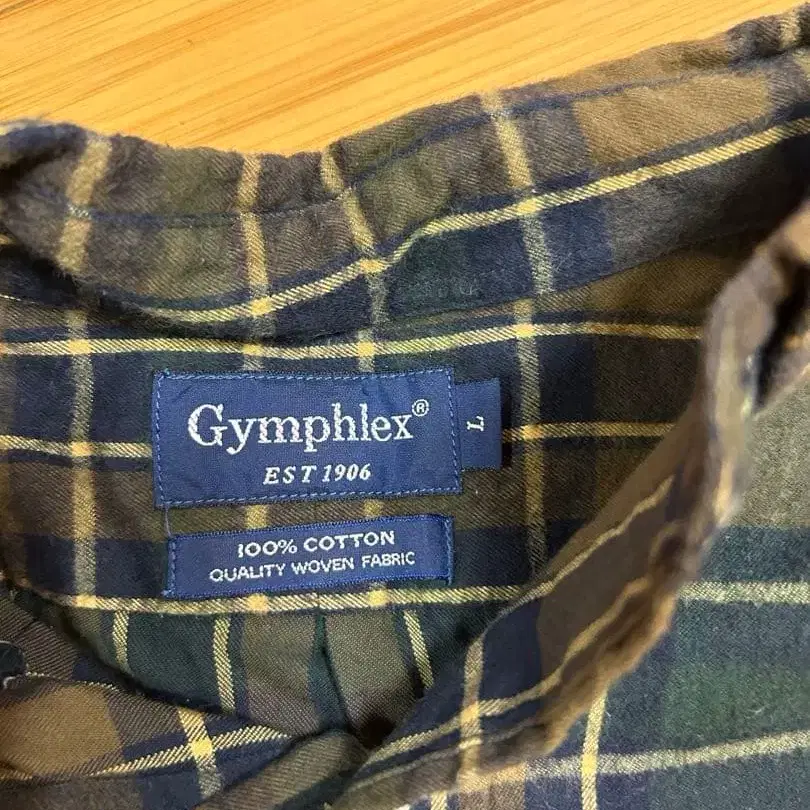 Gymphlex®
EST 1906
L
100% COTTON
QUALITY WOVEN FABRIC